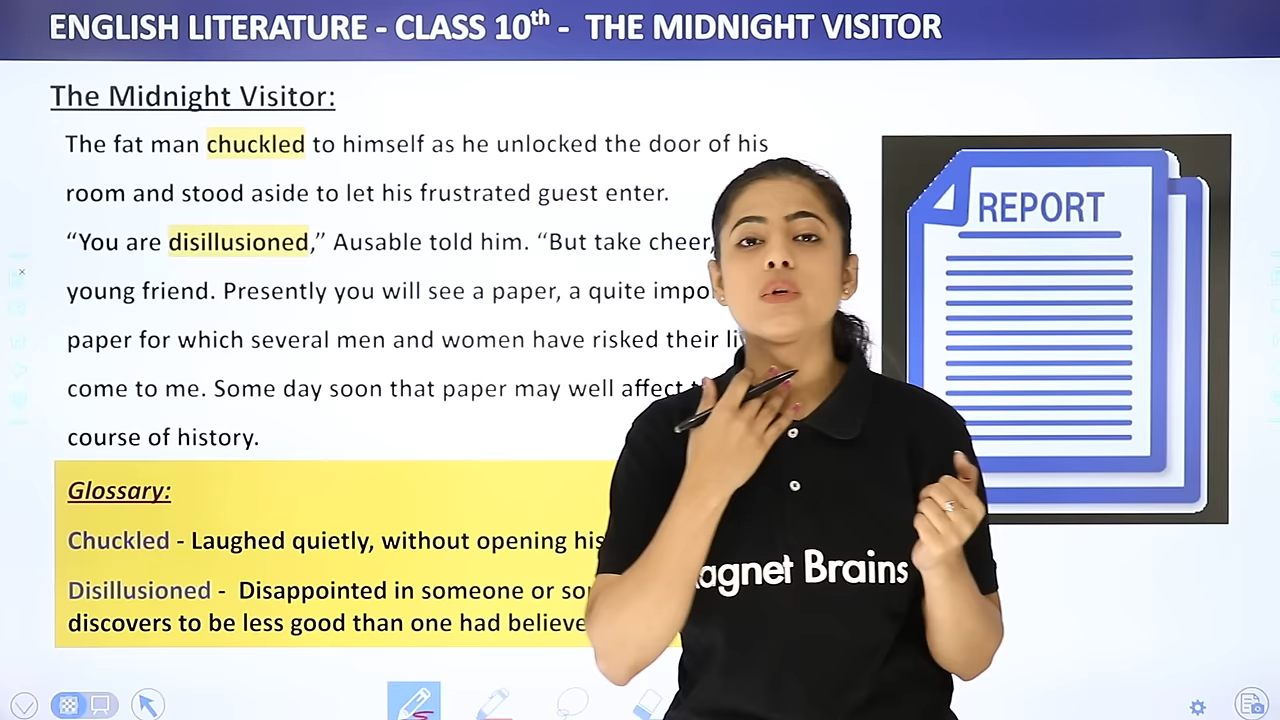 ENGLISH LITERATURE - CLASS 10th - THE MIDNIGHT VISITOR
The Midnight Visitor:
The fat man chuckled to himself as he unlocked the door of his
room and stood aside to let his frustrated guest enter.
“You are disillusioned,” Ausable told him. “But take cheer,
young friend. Presently you will see a paper, a quite
paper for which several men and women have risked their
come to me. Some day soon that paper may well affect
course of history.
REPORT
Glossary:
Chuckled - Laughed quietly, without opening his
Disillusioned - Disappointed in someone or
discovers to be less good than one had
agnet Brains